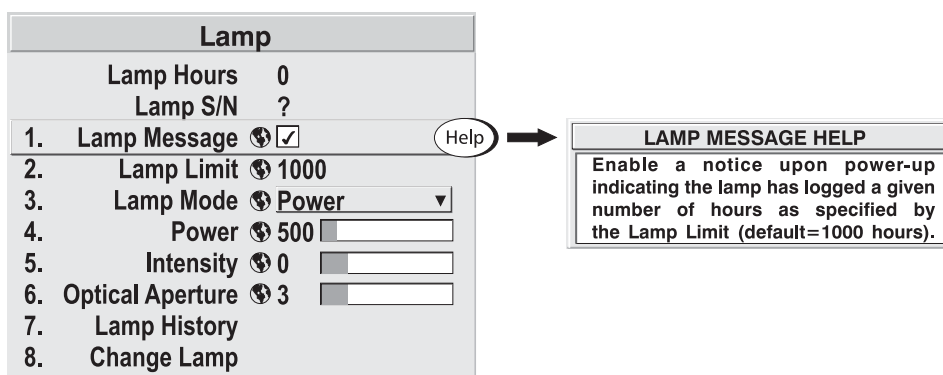 Lamp
Lamp Hours 0
Lamp S/N ?
1. Lamp Message ✓
2. Lamp Limit 1000
3. Lamp Mode Power ▼
4. Power 500
5. Intensity 0
6. Optical Aperture 3
7. Lamp History
8. Change Lamp
Help
LAMP MESSAGE HELP
Enable a notice upon power-up
indicating the lamp has logged a given
number of hours as specified by
the Lamp Limit (default=1000 hours).